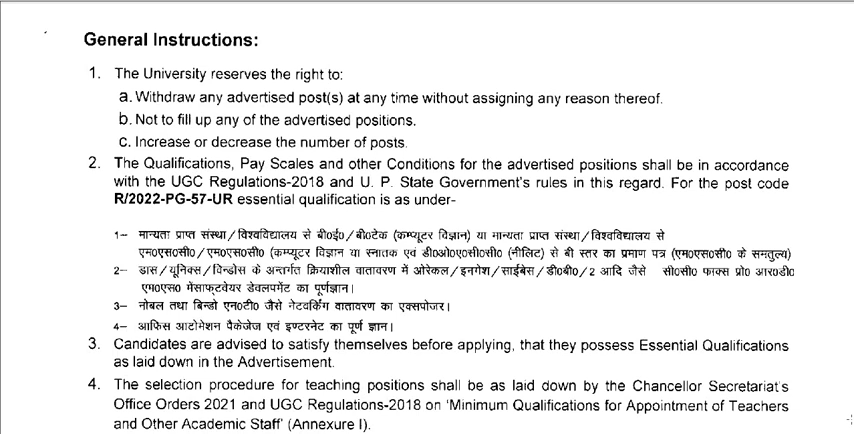 General Instructions:
1. The University reserves the right to:
a. Withdraw any advertised post(s) at any time without assigning any reason thereof.
b. Not to fill up any of the advertised positions.
c. Increase or decrease the number of posts.
2. The Qualifications, Pay Scales and other Conditions for the advertised positions shall be in accordance
with the UGC Regulations-2018 and U. P. State Government's rules in this regard. For the post code
R/2022-PG-57-UR essential qualification is as under-
1– मान्यता प्राप्त संस्था/विश्वविद्यालय से बी0ई0/बी0टेक (कम्प्यूटर विज्ञान) या मान्यता प्राप्त संस्था/विश्वविद्यालय से
एम0एस0सी0/एम0एस0सी0 (कम्प्यूटर विज्ञान या स्नातक एवं डी0ओ0ए0सी0सी0 (नीलिट) से बी स्तर का प्रमाण पत्र (एम0एस0सी0 के समतुल्य)
2– डास/यूनिक्स/विन्डोस के अन्तर्गत क्रियाशील वातावरण में ओरेकल/इनगेश/साईबेस/डी0बी0/2 आदि जैसे सी0सी0 फाक्स प्रो0 आर0डी0
एम0एस0 मेंसाफ्टवेयर डेवलपमेंट का पूर्णज्ञान।
3– नोबल तथा बिन्डो एन0टी0 जैसे नेटवर्किंग वातावरण का एक्सपोजर।
4– आफिस आटोमेशन पैकेजेज एवं इण्टरनेट का पूर्ण ज्ञान।
3. Candidates are advised to satisfy themselves before applying, that they possess Essential Qualifications
as laid down in the Advertisement.
4. The selection procedure for teaching positions shall be as laid down by the Chancellor Secretariat's
Office Orders 2021 and UGC Regulations-2018 on 'Minimum Qualifications for Appointment of Teachers
and Other Academic Staff' (Annexure I).